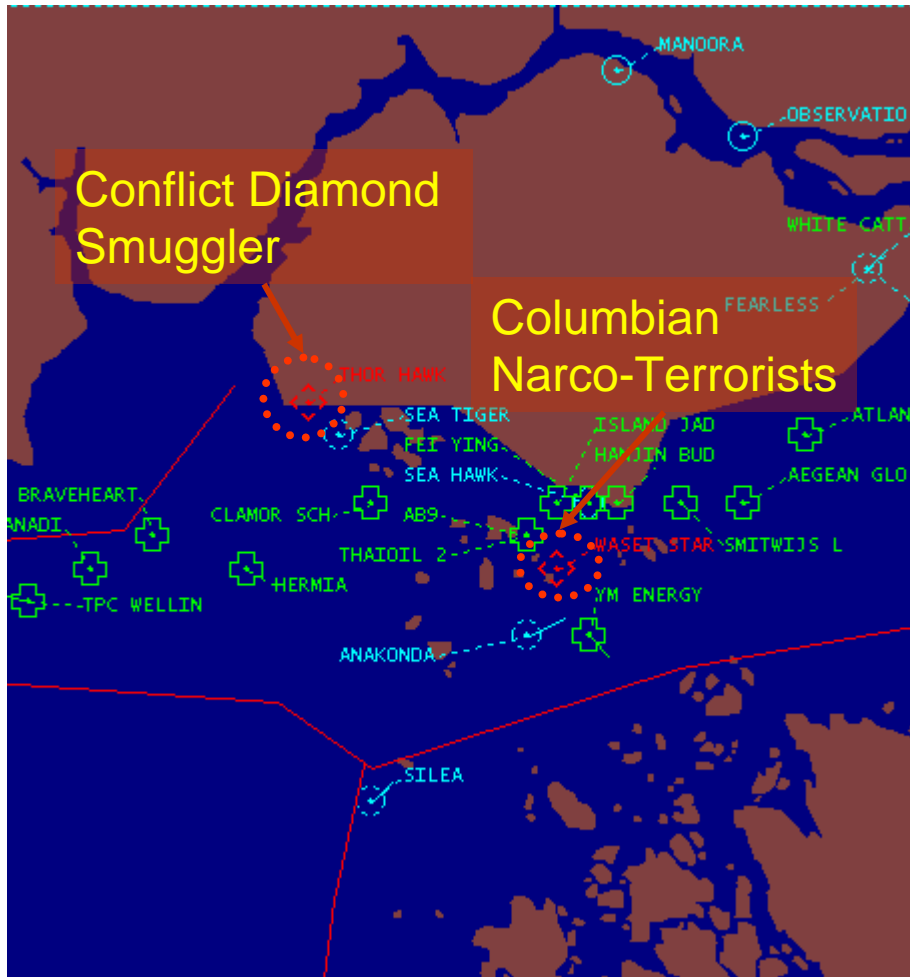 MANOORA
OBSERVATIO
Conflict Diamond
Smuggler
WHITE CATT
FEARLESS
Columbian
Narco-Terrorists
THOR HAWK
SEA TIGER
ISLAND JAD
ATLAN
FEI YING
HANJIN BUD
SEA HAWK
AEGEAN GLO
BRAVEHEART
CLAMOR SCH
AB9
ANADI
THAIOIL 2
WASET STAR
SMITWIJS L
HERMIA
YM ENERGY
TPC WELLIN
ANAKONDA
SILEA